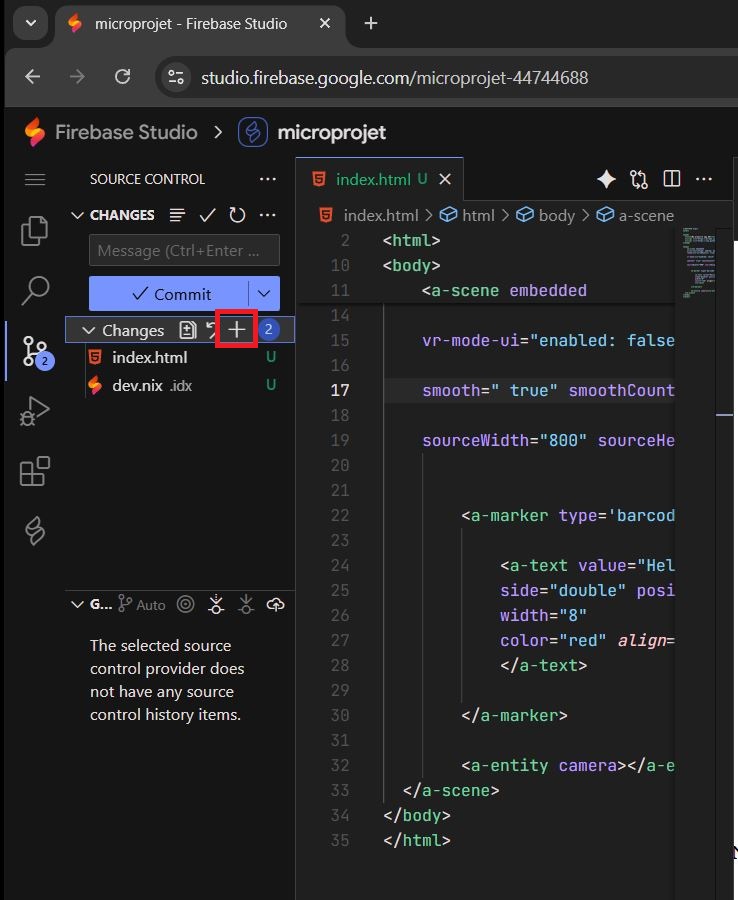 microprojet - Firebase Studio
studio.firebase.google.com/microprojet-44744688
Firebase Studio > microprojet
SOURCE CONTROL
CHANGES
Message (Ctrl+Enter ...
Commit
Changes 2
index.html U
dev.nix .idx U
2
G... Auto
The selected source
control provider does
not have any source
control history items.
index.html U
index.html > html > body > a-scene
2 <html>
10 <body>
11 <a-scene embedded
14
15 vr-mode-ui="enabled: false
16
17 smooth=" true" smoothCount
18
19 sourceWidth="800" sourceHe
20
21
22 <a-marker type='barcod
23
24 <a-text value="Hel
25 side="double" posi
26 width="8"
27 color="red" align=
28 </a-text>
29
30 </a-marker>
31
32 <a-entity camera></a-e
33 </a-scene>
34 </body>
35 </html>